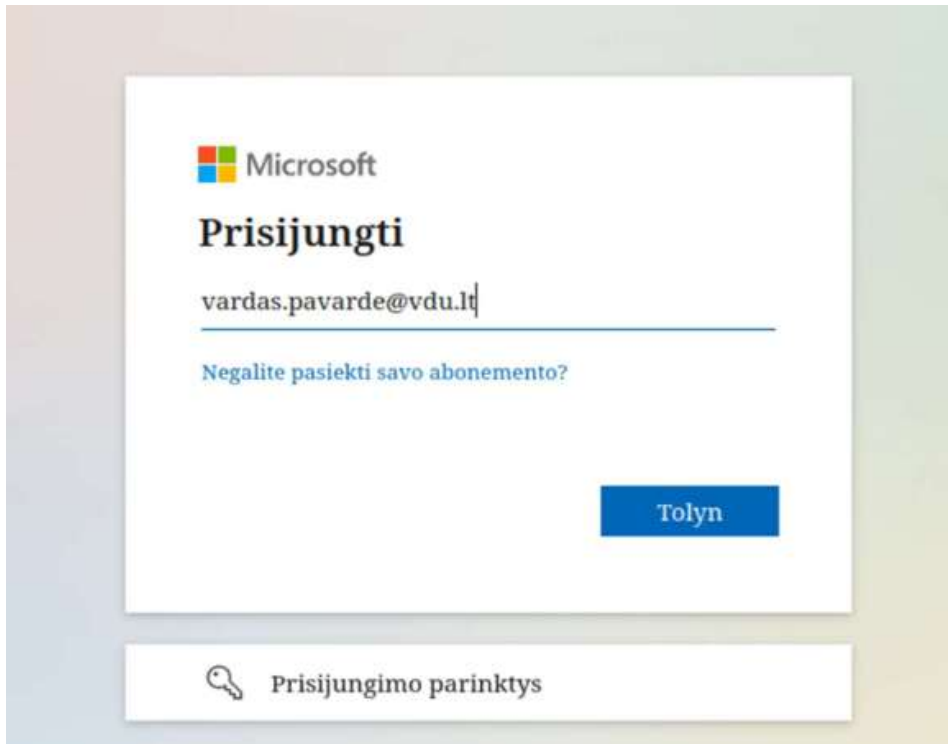 Microsoft
Prisijungti
vardas.pavarde@vdu.lt
Negalite pasiekti savo abonemento?
Tolyn
Prisijungimo parinktys